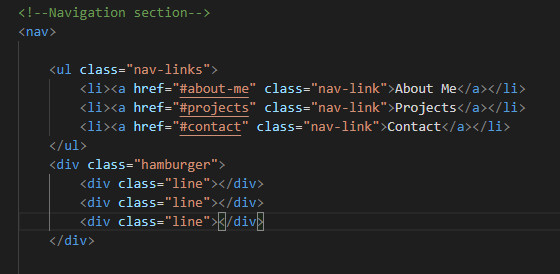 <!--Navigation section-->
<nav>
<ul class="nav-links">
<li><a href="#about-me" class="nav-link">About Me</a></li>
<li><a href="#projects" class="nav-link">Projects</a></li>
<li><a href="#contact" class="nav-link">Contact</a></li>
</ul>
<div class="hamburger">
<div class="line"></div>
<div class="line"></div>
<div class="line"></div>
</div>